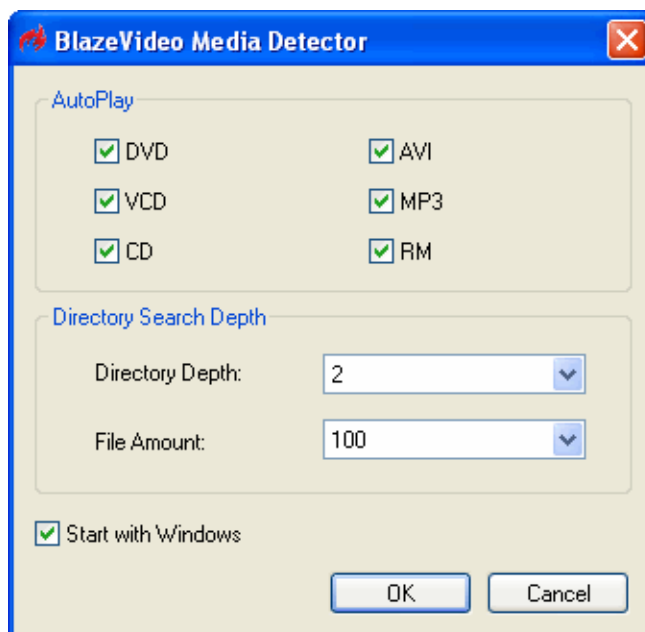 BlazeVideo Media Detector
AutoPlay
DVD AVI
VCD MP3
CD RM
Directory Search Depth
Directory Depth: 2
File Amount: 100
Start with Windows
OK Cancel